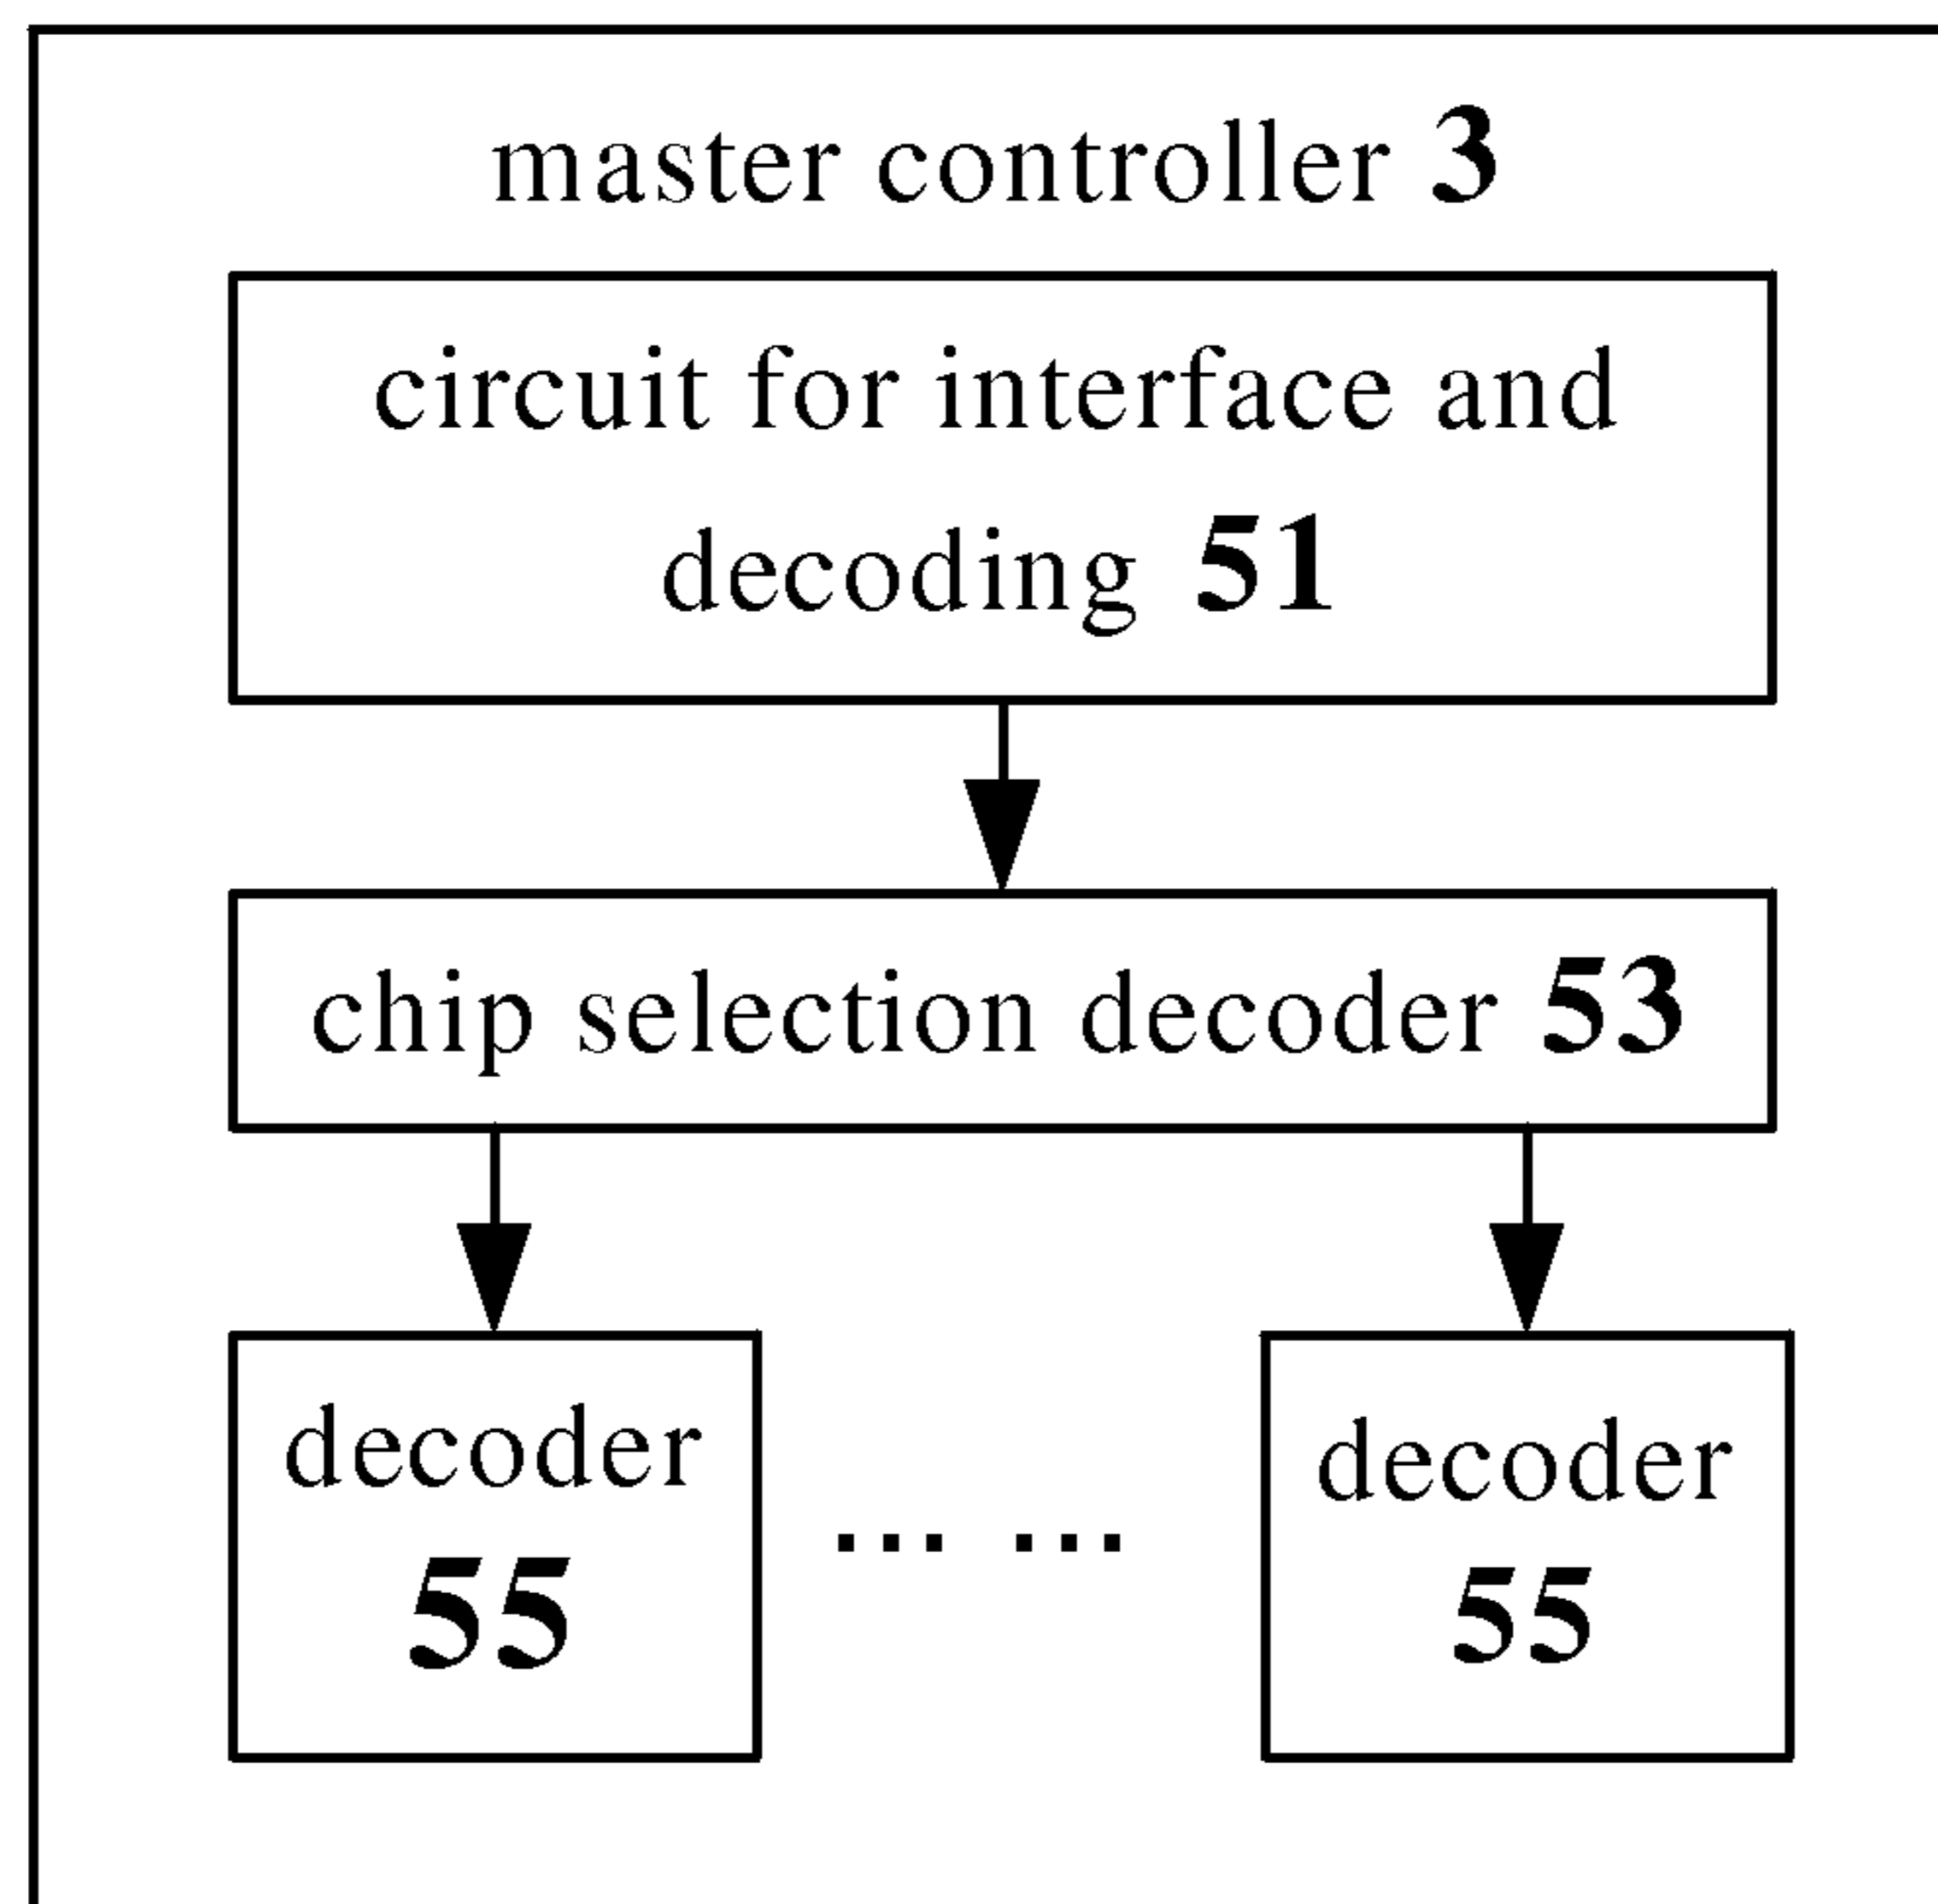 master controller 3
circuit for interface and
decoding 51
chip selection decoder 53
decoder
55
... ...
decoder
55